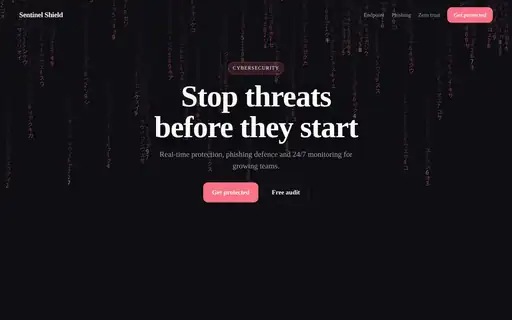 Sentinel Shield
Endpoint Phishing Zero trust Get protected
CYBERSECURITY
Stop threats
before they start
Real-time protection, phishing defence and 24/7 monitoring for
growing teams.
Get protected Free audit